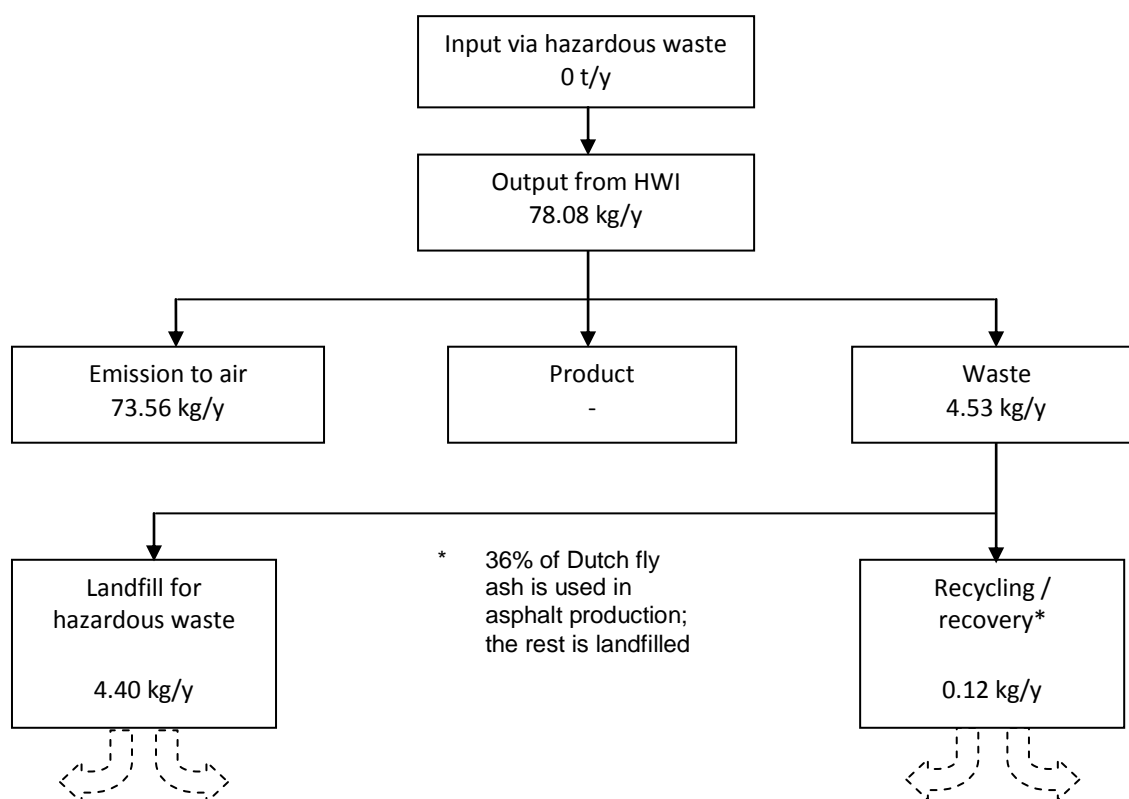 Input via hazardous waste
0 t/y
Output from HWI
78.08 kg/y
Emission to air
73.56 kg/y
Product
-
Waste
4.53 kg/y
Landfill for
hazardous waste
4.40 kg/y
* 36% of Dutch fly
ash is used in
asphalt production;
the rest is landfilled
Recycling /
recovery*
0.12 kg/y